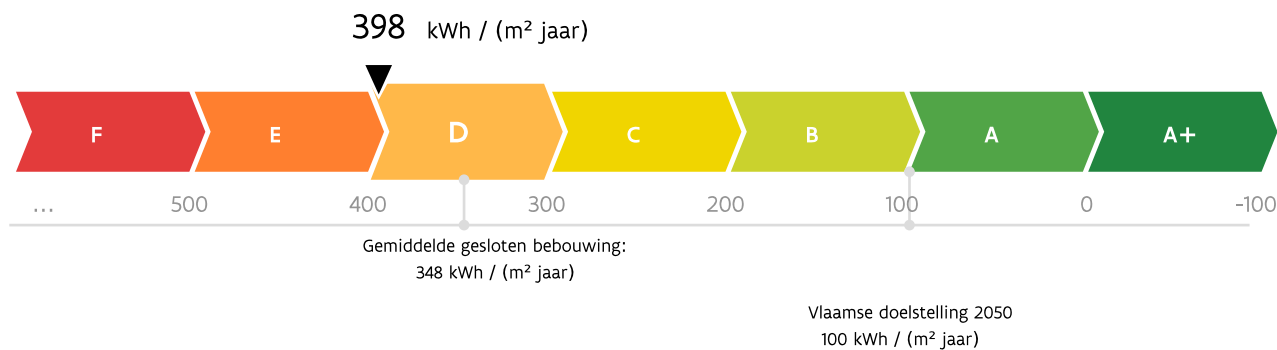 398 kWh / (m² jaar)
F E D C B A A+
... 500 400 300 200 100 0 -100
Gemiddelde gesloten bebouwing:
348 kWh / (m² jaar)
Vlaamse doelstelling 2050
100 kWh / (m² jaar)